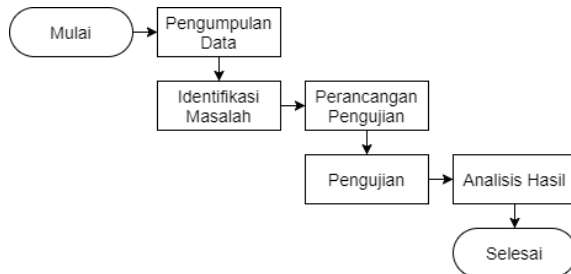 Mulai
Pengumpulan
Data
Identifikasi
Masalah
Perancangan
Pengujian
Pengujian
Analisis Hasil
Selesai